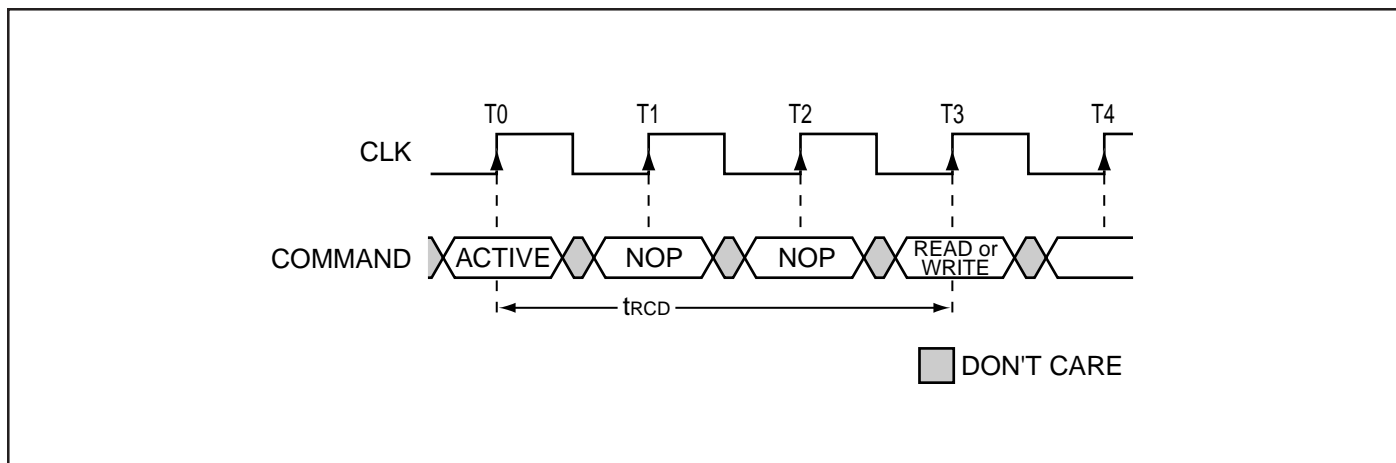 T0 T1 T2 T3 T4
CLK
COMMAND ACTIVE NOP NOP READ or
WRITE
tRCD
DON'T CARE